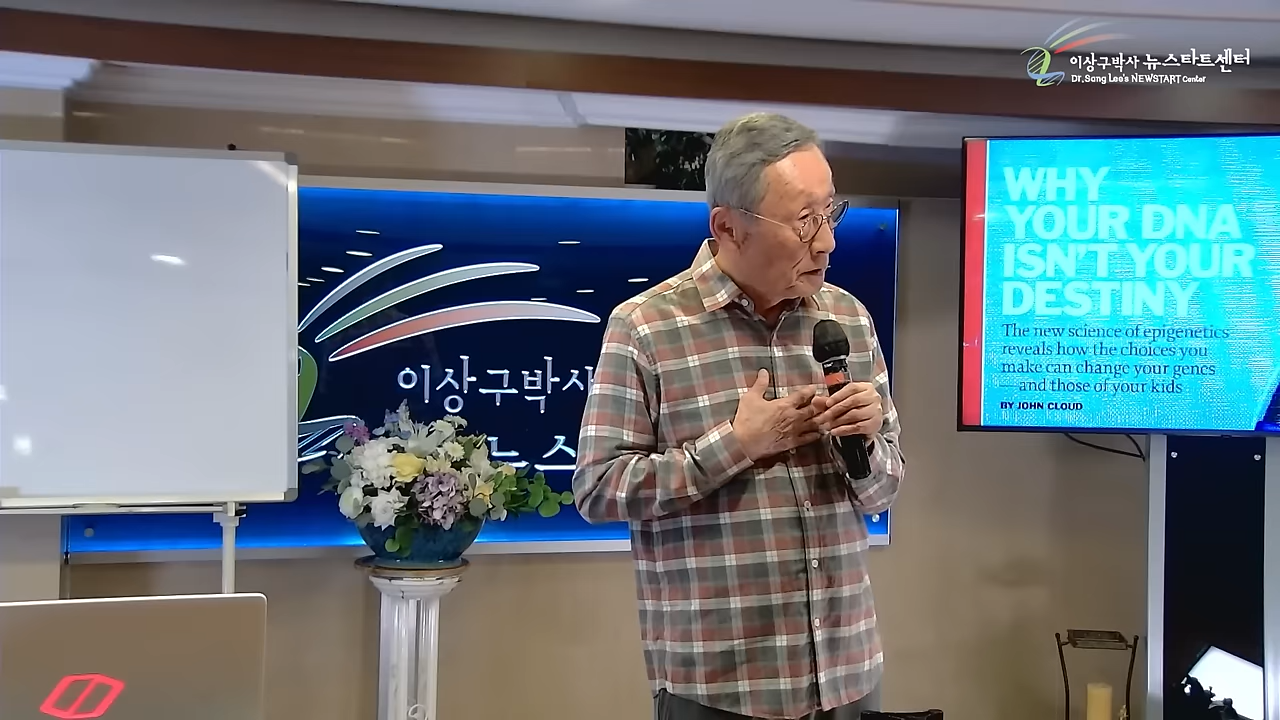 이상구박사 뉴스타트센터
Dr.Sang Lee's NEWSTART Center
WHY
YOUR DNA
ISN'T YOUR
DESTINY
The new science of epigenetics
reveals how the choices you
make can change your genes
and those of your kids
BY JOHN CLOUD
이상구박사
뉴스